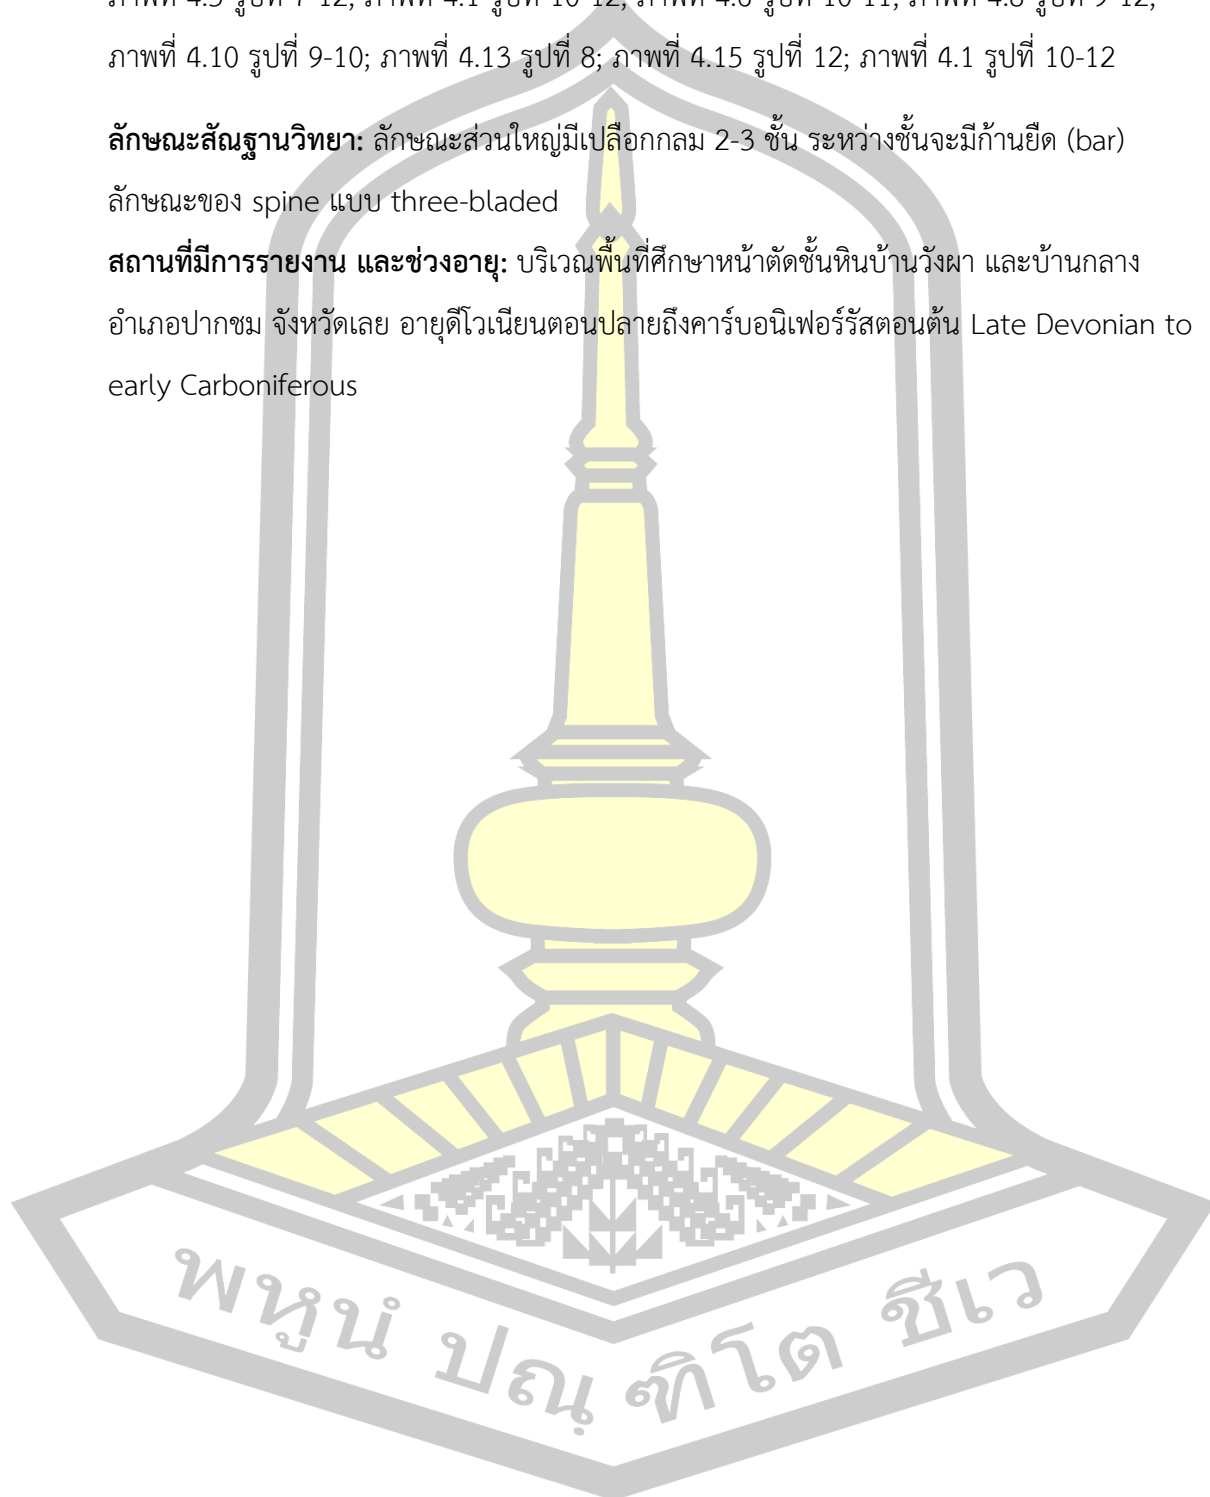 ภาพที่ 4.10 รูปที่ 9-10; ภาพที่ 4.13 รูปที่ 8; ภาพที่ 4.15 รูปที่ 12; ภาพที่ 4.1 รูปที่ 10-12
ลักษณะสัณฐานวิทยา: ลักษณะส่วนใหญ่มีเปลือกกลม 2-3 ชั้น ระหว่างชั้นจะมีก้านยึด (bar)
ลักษณะของ spine แบบ three-bladed
สถานที่มีการรายงาน และช่วงอายุ: บริเวณพื้นที่ศึกษาหน้าตัดชั้นหินบ้านวังผา และบ้านกลาง
อำเภอปากชม จังหวัดเลย อายุดีโวเนียนตอนปลายถึงคาร์บอนิเฟอร์รัสตอนต้น Late Devonian to
early Carboniferous
พหูนํ ปณฺฑิโต ชีเว